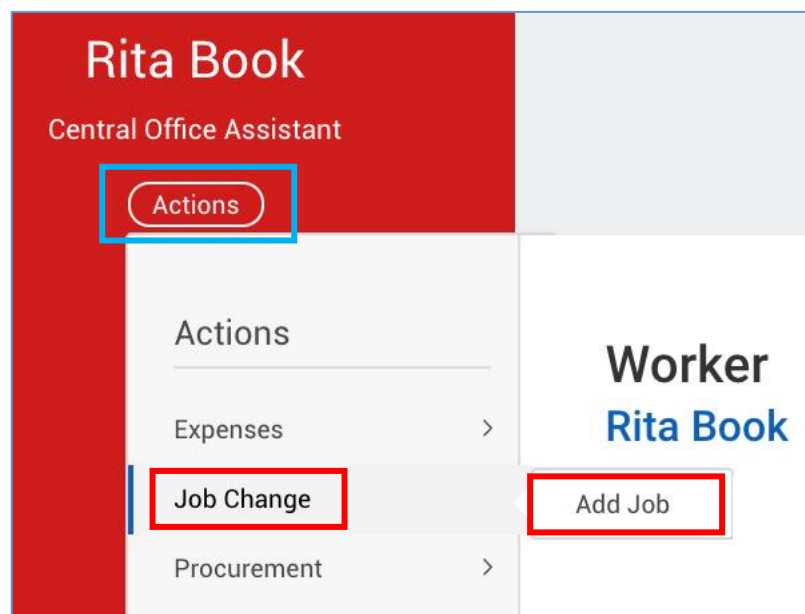 Rita Book
Central Office Assistant
Actions
Actions
Worker
Rita Book
Expenses
Job Change
Add Job
Procurement